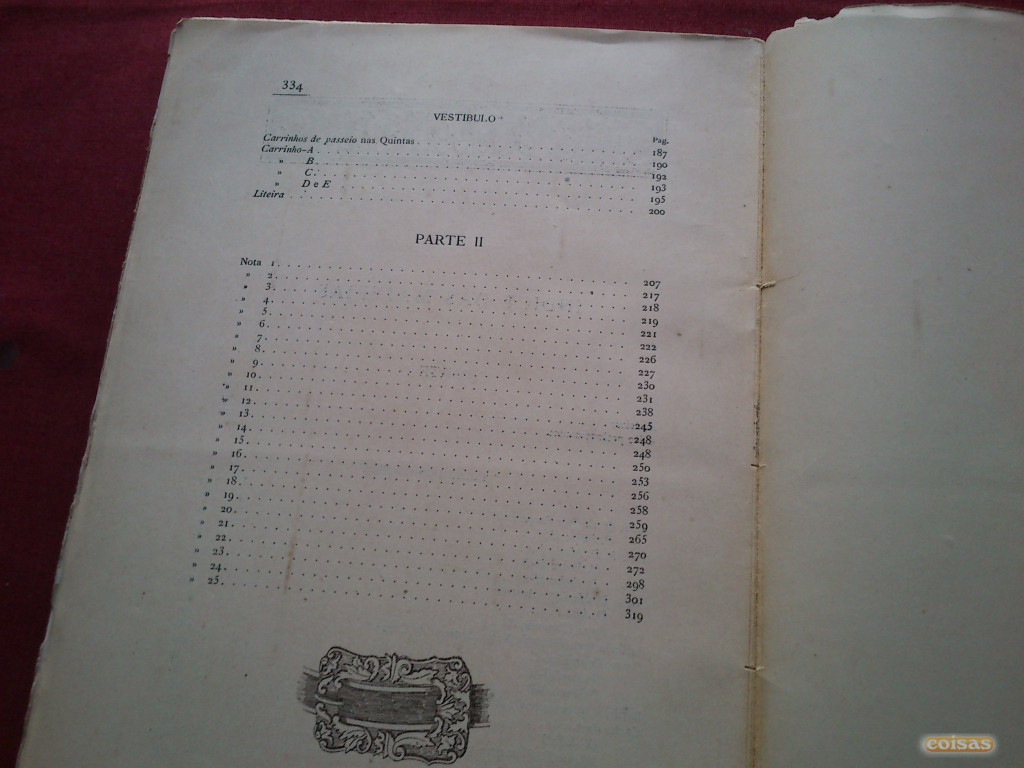 334
VESTIBULO
Pag.
Carrinhos de passeio nas Quintas . . . . . . . . . . 187
Carrinho-A . . . . . . . . . . 190
» B . . . . . . . . . . 192
» C . . . . . . . . . . 193
» D e E . . . . . . . . . . 195
Liteira . . . . . . . . . . 200
PARTE II
Nota 1 . . . . . . . . . . 207
» 2 . . . . . . . . . . 217
» 3 . . . . . . . . . . 218
» 4 . . . . . . . . . . 219
» 5 . . . . . . . . . . 221
» 6 . . . . . . . . . . 222
» 7 . . . . . . . . . . 226
» 8 . . . . . . . . . . 227
» 9 . . . . . . . . . . 230
» 10 . . . . . . . . . . 231
» 11 . . . . . . . . . . 238
» 12 . . . . . . . . . . 245
» 13 . . . . . . . . . . 248
» 14 . . . . . . . . . . 248
» 15 . . . . . . . . . . 250
» 16 . . . . . . . . . . 253
» 17 . . . . . . . . . . 256
» 18 . . . . . . . . . . 258
» 19 . . . . . . . . . . 259
» 20 . . . . . . . . . . 265
» 21 . . . . . . . . . . 270
» 22 . . . . . . . . . . 272
» 23 . . . . . . . . . . 298
» 24 . . . . . . . . . . 301
» 25 . . . . . . . . . . 319
coisas